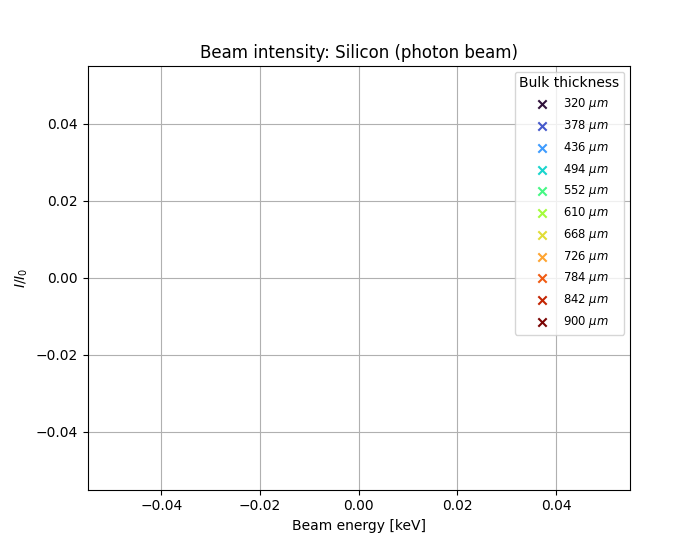 Beam intensity: Silicon (photon beam)
Bulk thickness
320 μm
378 μm
436 μm
494 μm
552 μm
610 μm
668 μm
726 μm
784 μm
842 μm
900 μm
0.04
0.02
0.00
−0.02
−0.04
I/I₀
−0.04 −0.02 0.00 0.02 0.04
Beam energy [keV]